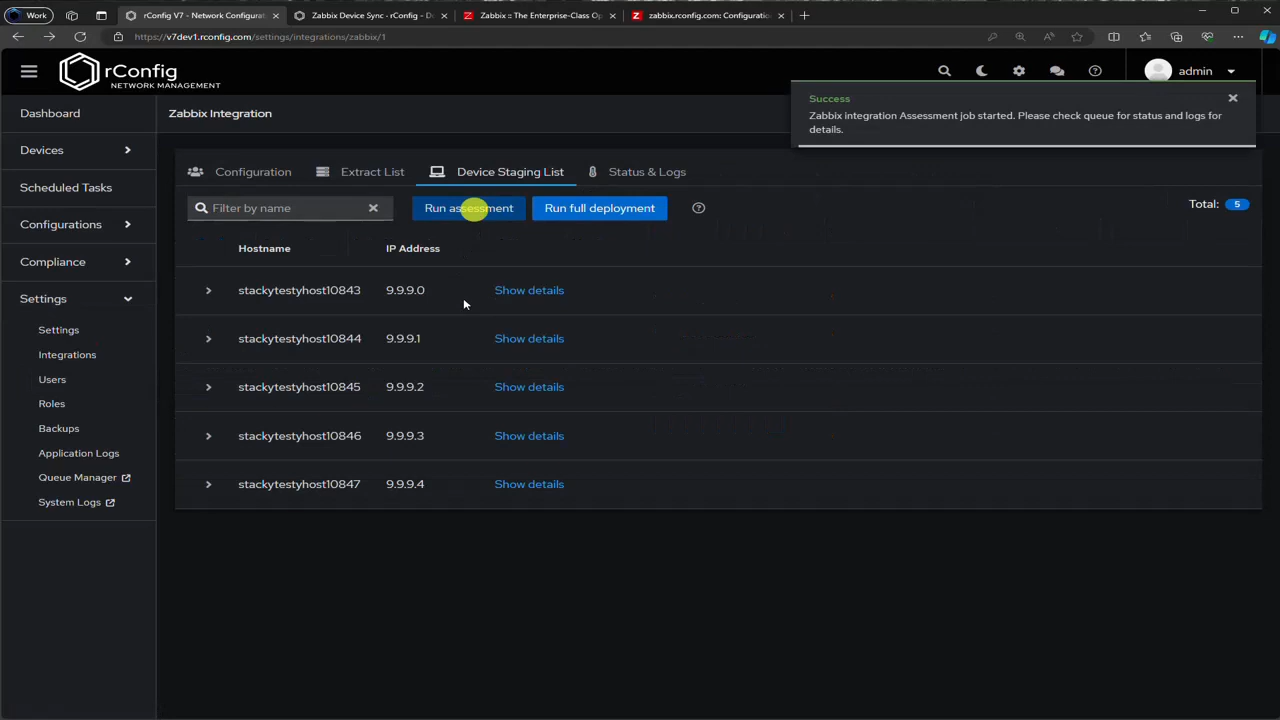 Work
rConfig V7 - Network Configurat
Zabbix Device Sync - rConfig - D
Zabbix :: The Enterprise-Class Op
zabbix.rconfig.com: Configuratio
https://v7dev1.rconfig.com/settings/integrations/zabbix/1
rConfig
NETWORK MANAGEMENT
admin
Success
Zabbix integration Assessment job started. Please check queue for status and logs for
details.
Dashboard
Devices
Scheduled Tasks
Configurations
Compliance
Settings
Settings
Integrations
Users
Roles
Backups
Application Logs
Queue Manager
System Logs
Zabbix Integration
Configuration
Extract List
Device Staging List
Status & Logs
Filter by name
Run assessment
Run full deployment
Total: 5
Hostname IP Address
stackytestyhost10843 9.9.9.0 Show details
stackytestyhost10844 9.9.9.1 Show details
stackytestyhost10845 9.9.9.2 Show details
stackytestyhost10846 9.9.9.3 Show details
stackytestyhost10847 9.9.9.4 Show details